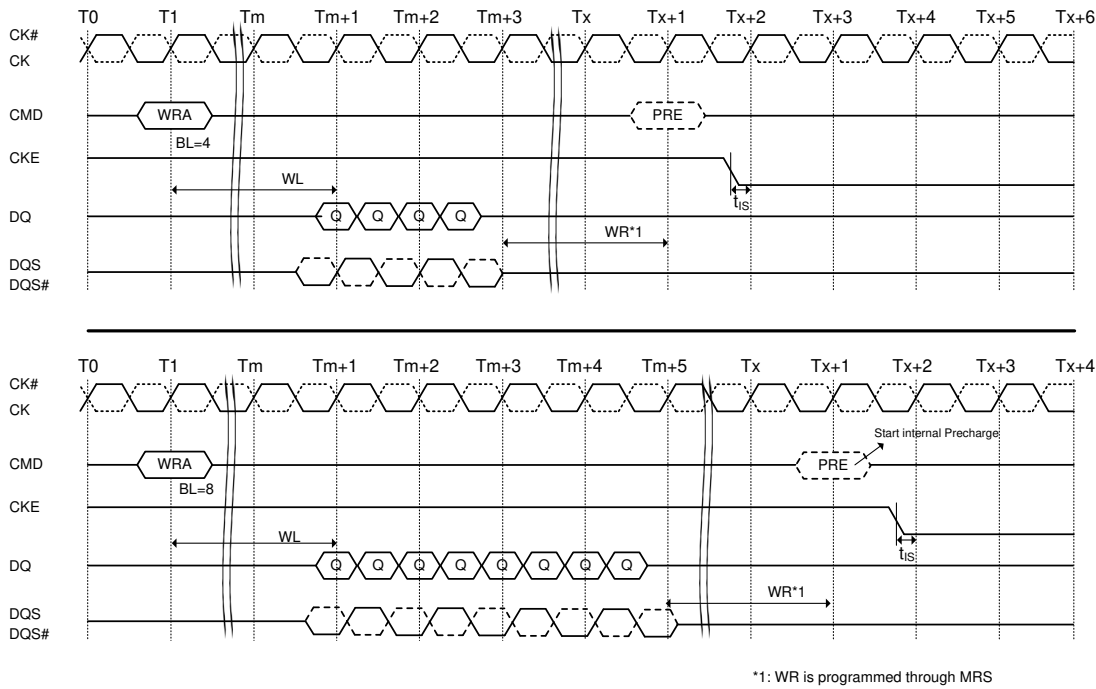 T0 T1 Tm Tm+1 Tm+2 Tm+3 Tx Tx+1 Tx+2 Tx+3 Tx+4 Tx+5 Tx+6
CK#
CK
CMD WRA PRE
BL=4
CKE
WL
tIS
DQ Q Q Q Q
WR*1
DQS
DQS#
T0 T1 Tm Tm+1 Tm+2 Tm+3 Tm+4 Tm+5 Tx Tx+1 Tx+2 Tx+3 Tx+4
CK#
CK
Start internal Precharge
CMD WRA PRE
BL=8
CKE
WL
tIS
DQ Q Q Q Q Q Q Q Q
WR*1
DQS
DQS#
*1: WR is programmed through MRS